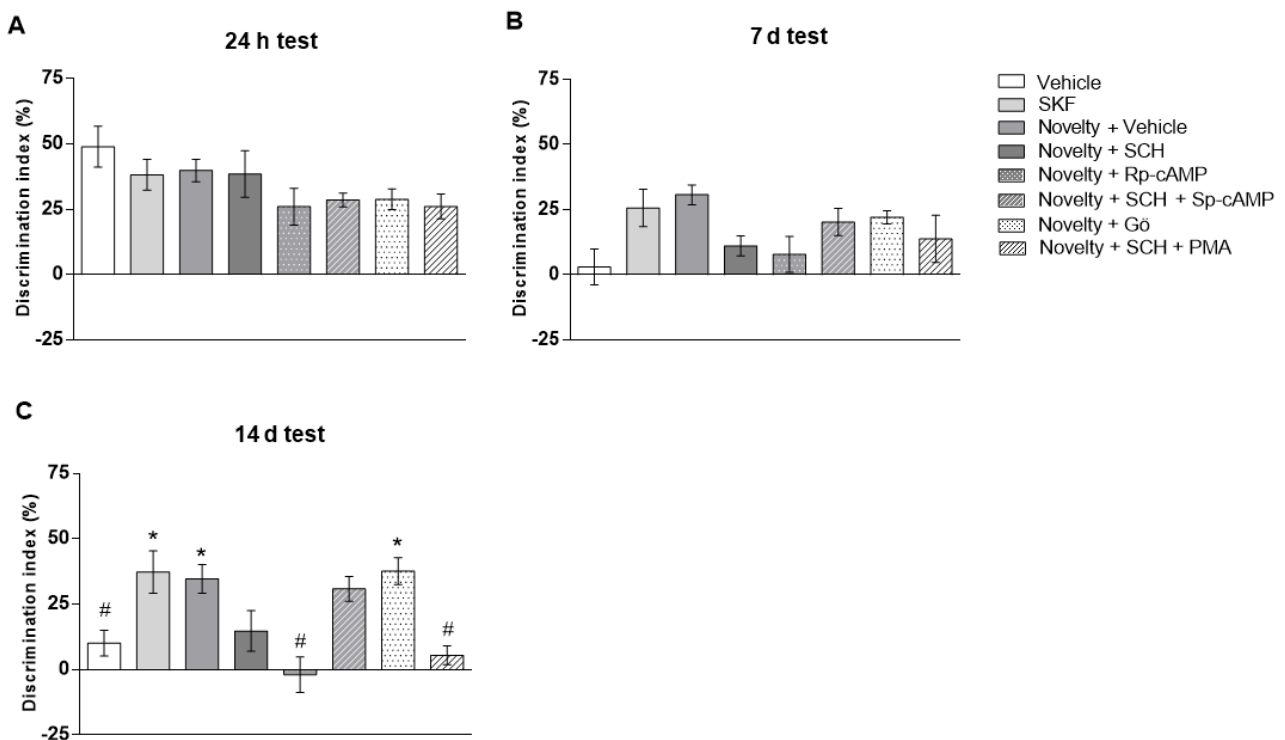 A
24 h test
Discrimination index (%)
75
50
25
0
-25
B
7 d test
Discrimination index (%)
75
50
25
0
-25
Vehicle
SKF
Novelty + Vehicle
Novelty + SCH
Novelty + Rp-cAMP
Novelty + SCH + Sp-cAMP
Novelty + Gö
Novelty + SCH + PMA
C
14 d test
Discrimination index (%)
75
50
25
0
-25
#
*
*
#
*
#